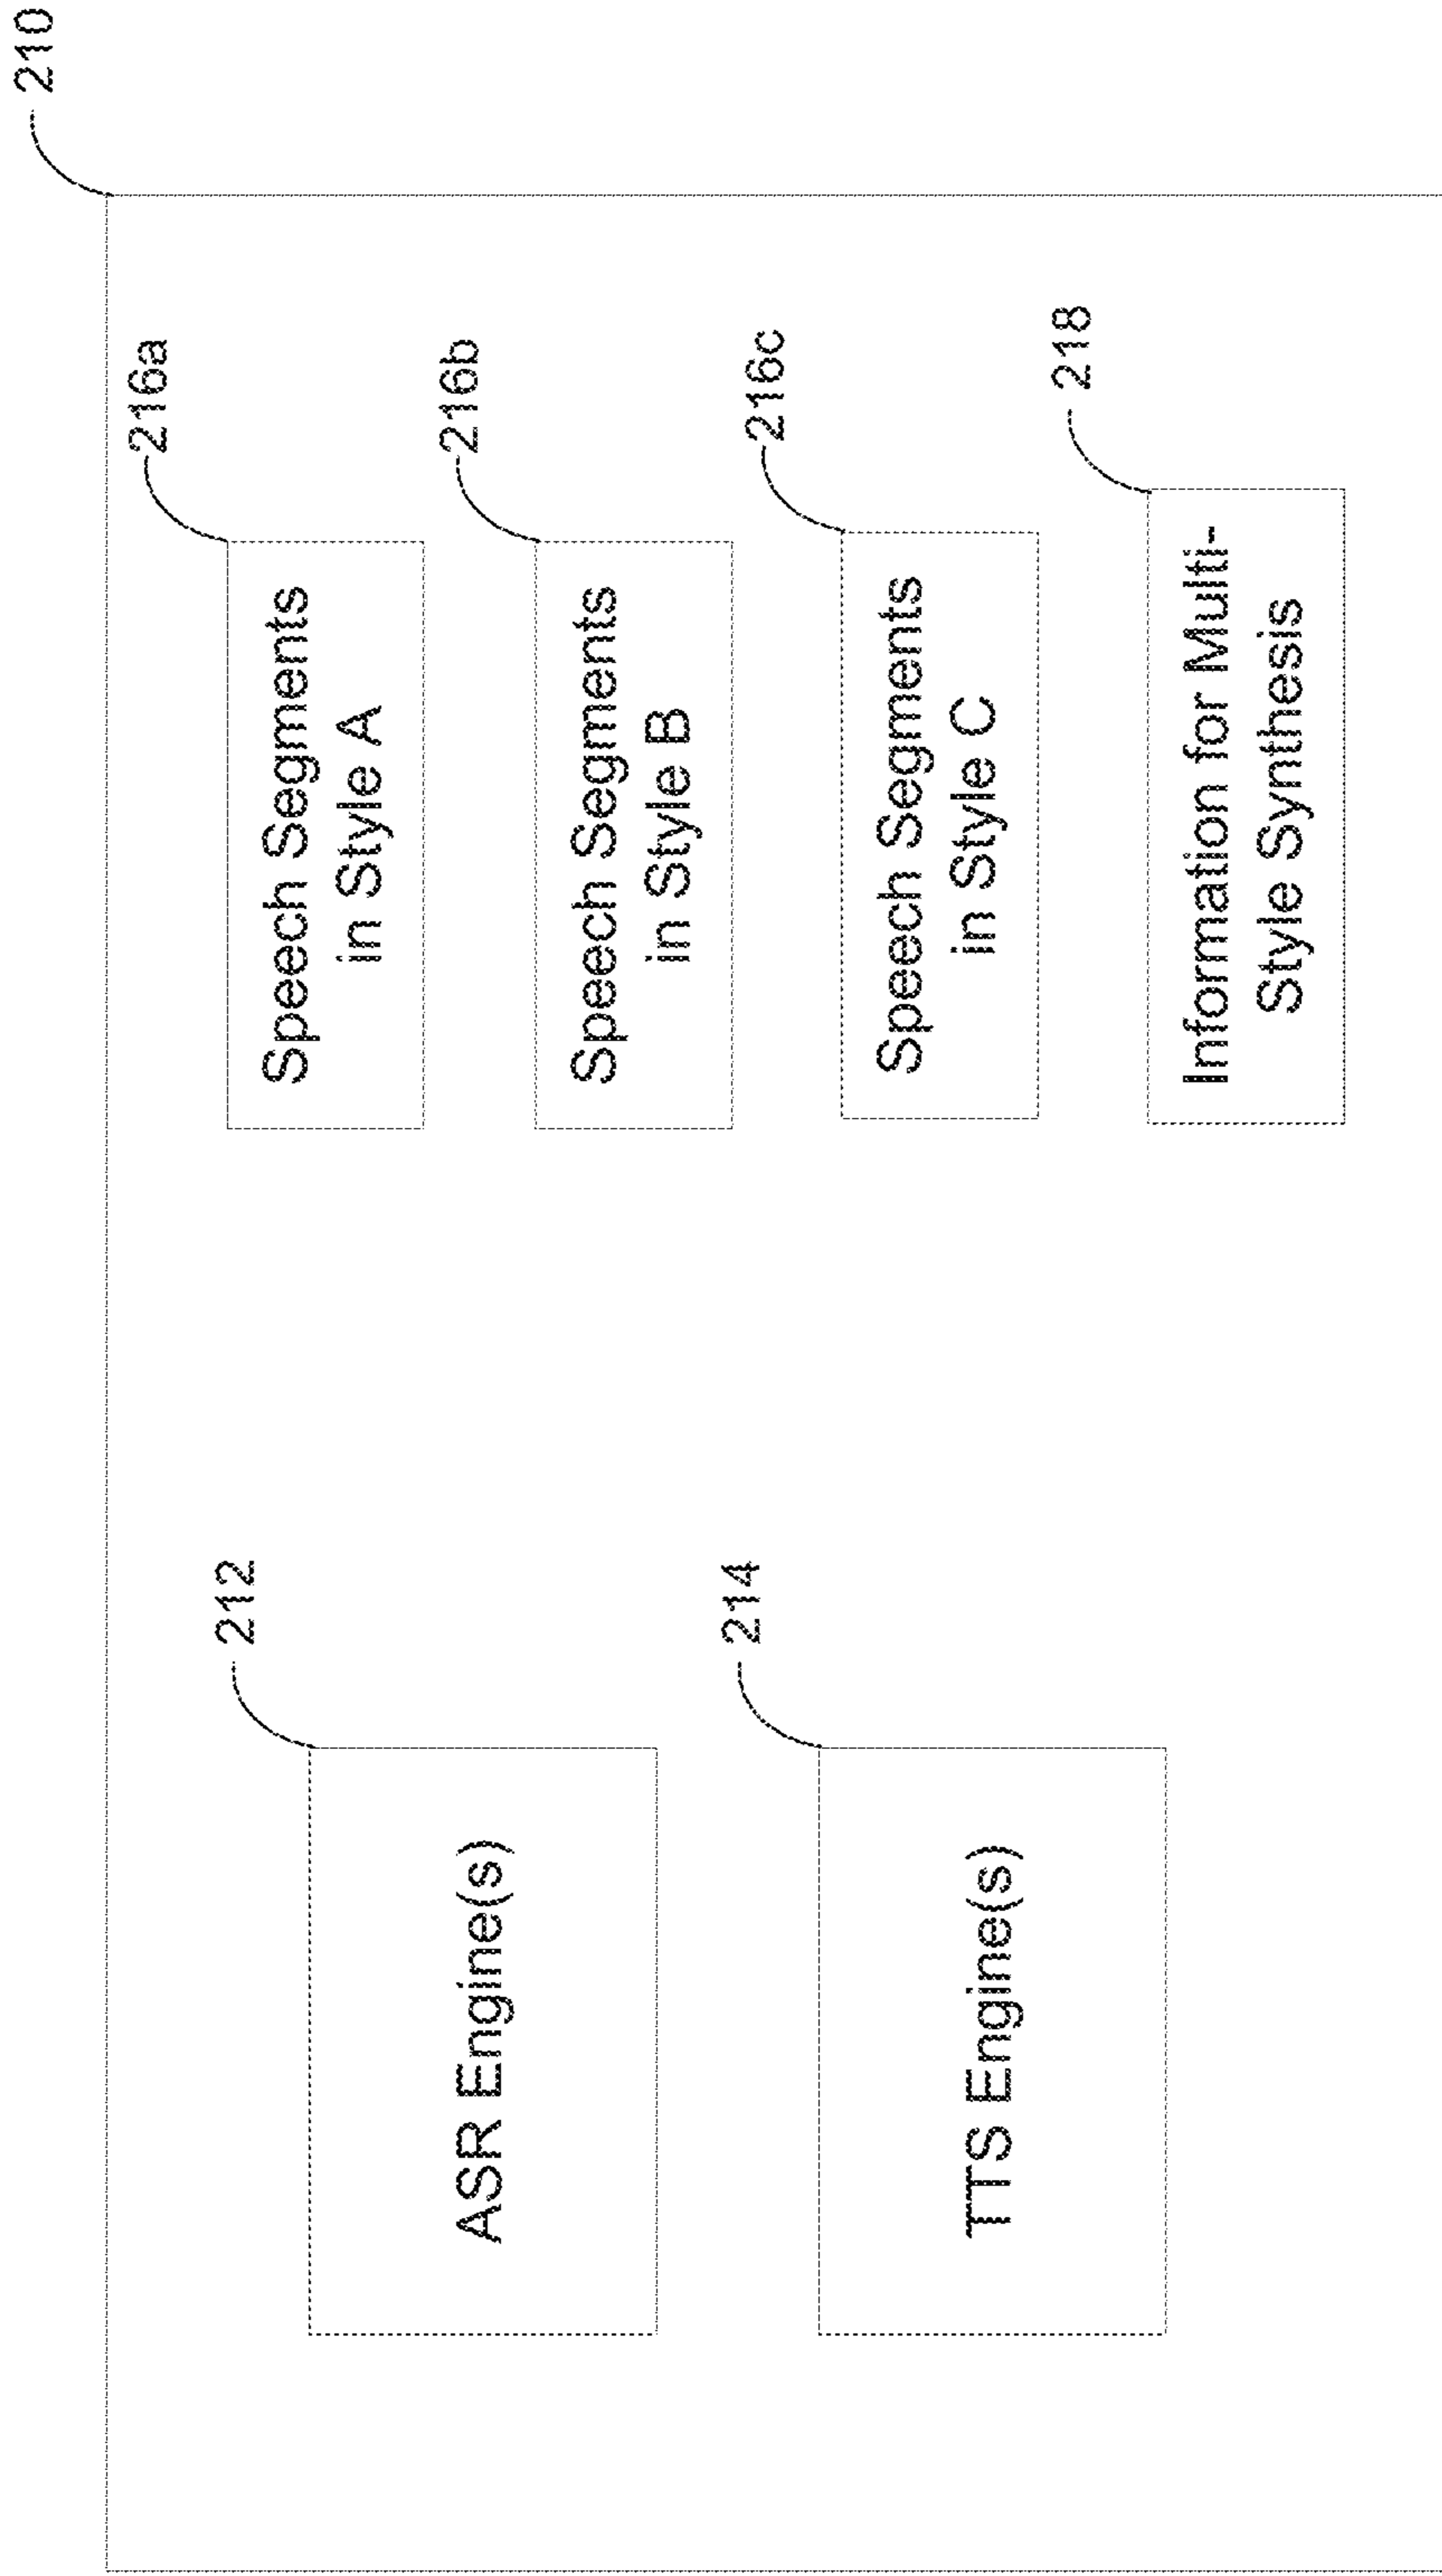 210
212
ASR Engine(s)
214
TTS Engine(s)
216a
Speech Segments
in Style A
216b
Speech Segments
in Style B
216c
Speech Segments
in Style C
218
Information for Multi-
Style Synthesis